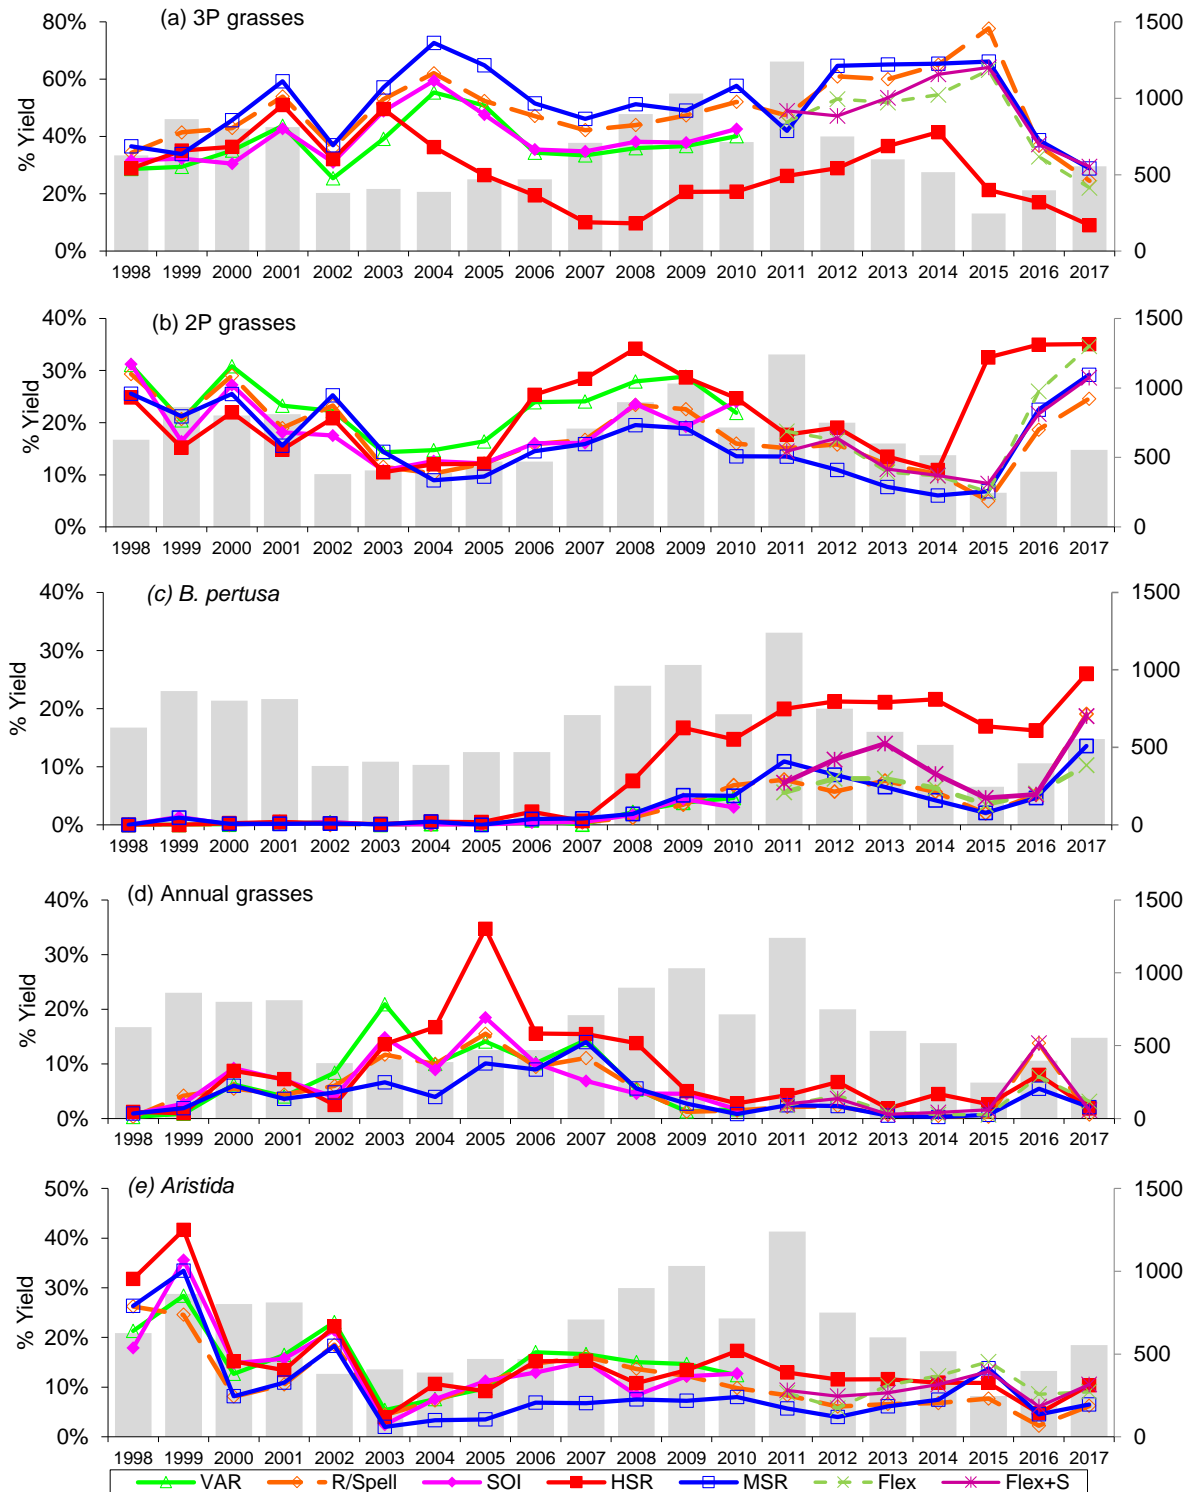 (a) 3P grasses
80% 1500
60%
1000
% Yield
40%
500
20%
0% 0
1998 1999 2000 2001 2002 2003 2004 2005 2006 2007 2008 2009 2010 2011 2012 2013 2014 2015 2016 2017
(b) 2P grasses
40% 1500
30%
1000
% Yield
20%
500
10%
0% 0
1998 1999 2000 2001 2002 2003 2004 2005 2006 2007 2008 2009 2010 2011 2012 2013 2014 2015 2016 2017
(c) B. pertusa
40% 1500
30%
1000
% Yield
20%
500
10%
0% 0
1998 1999 2000 2001 2002 2003 2004 2005 2006 2007 2008 2009 2010 2011 2012 2013 2014 2015 2016 2017
(d) Annual grasses
40% 1500
30%
1000
% Yield
20%
500
10%
0% 0
1998 1999 2000 2001 2002 2003 2004 2005 2006 2007 2008 2009 2010 2011 2012 2013 2014 2015 2016 2017
(e) Aristida
50% 1500
40%
1000
30%
% Yield
20%
500
10%
0% 0
1998 1999 2000 2001 2002 2003 2004 2005 2006 2007 2008 2009 2010 2011 2012 2013 2014 2015 2016 2017
VAR R/Spell SOI HSR MSR Flex Flex+S